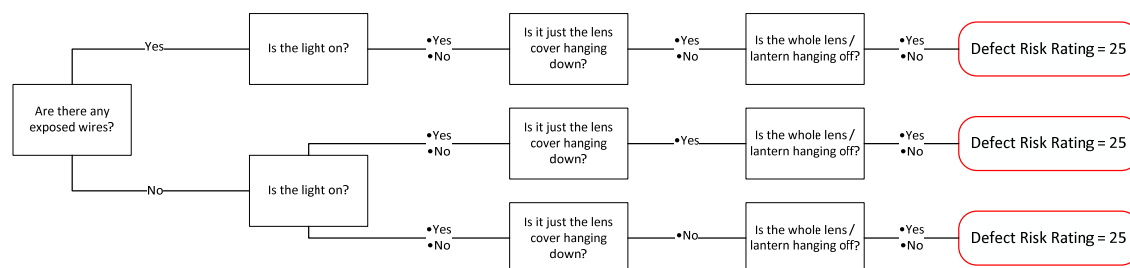 Yes
Is the light on?
•Yes
•No
Is it just the lens
cover hanging
down?
•Yes
•No
Is the whole lens /
lantern hanging off?
•Yes
•No
Defect Risk Rating = 25
Are there any
exposed wires?
No
Is the light on?
•Yes
•No
Is it just the lens
cover hanging
down?
•Yes
Is the whole lens /
lantern hanging off?
•Yes
•No
Defect Risk Rating = 25
•Yes
•No
Is it just the lens
cover hanging
down?
•No
Is the whole lens /
lantern hanging off?
•Yes
•No
Defect Risk Rating = 25